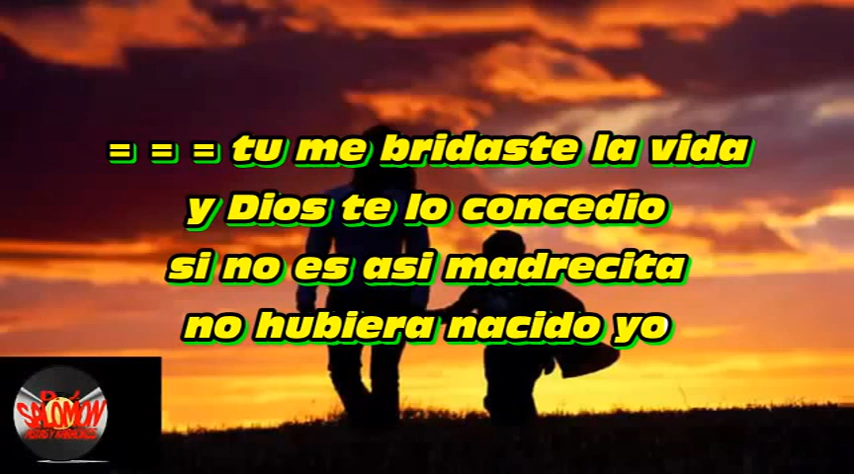 = = = tu me bridaste la vida
y Dios te lo concedio
si no es asi madrecita
no hubiera nacido yo
SALOMON